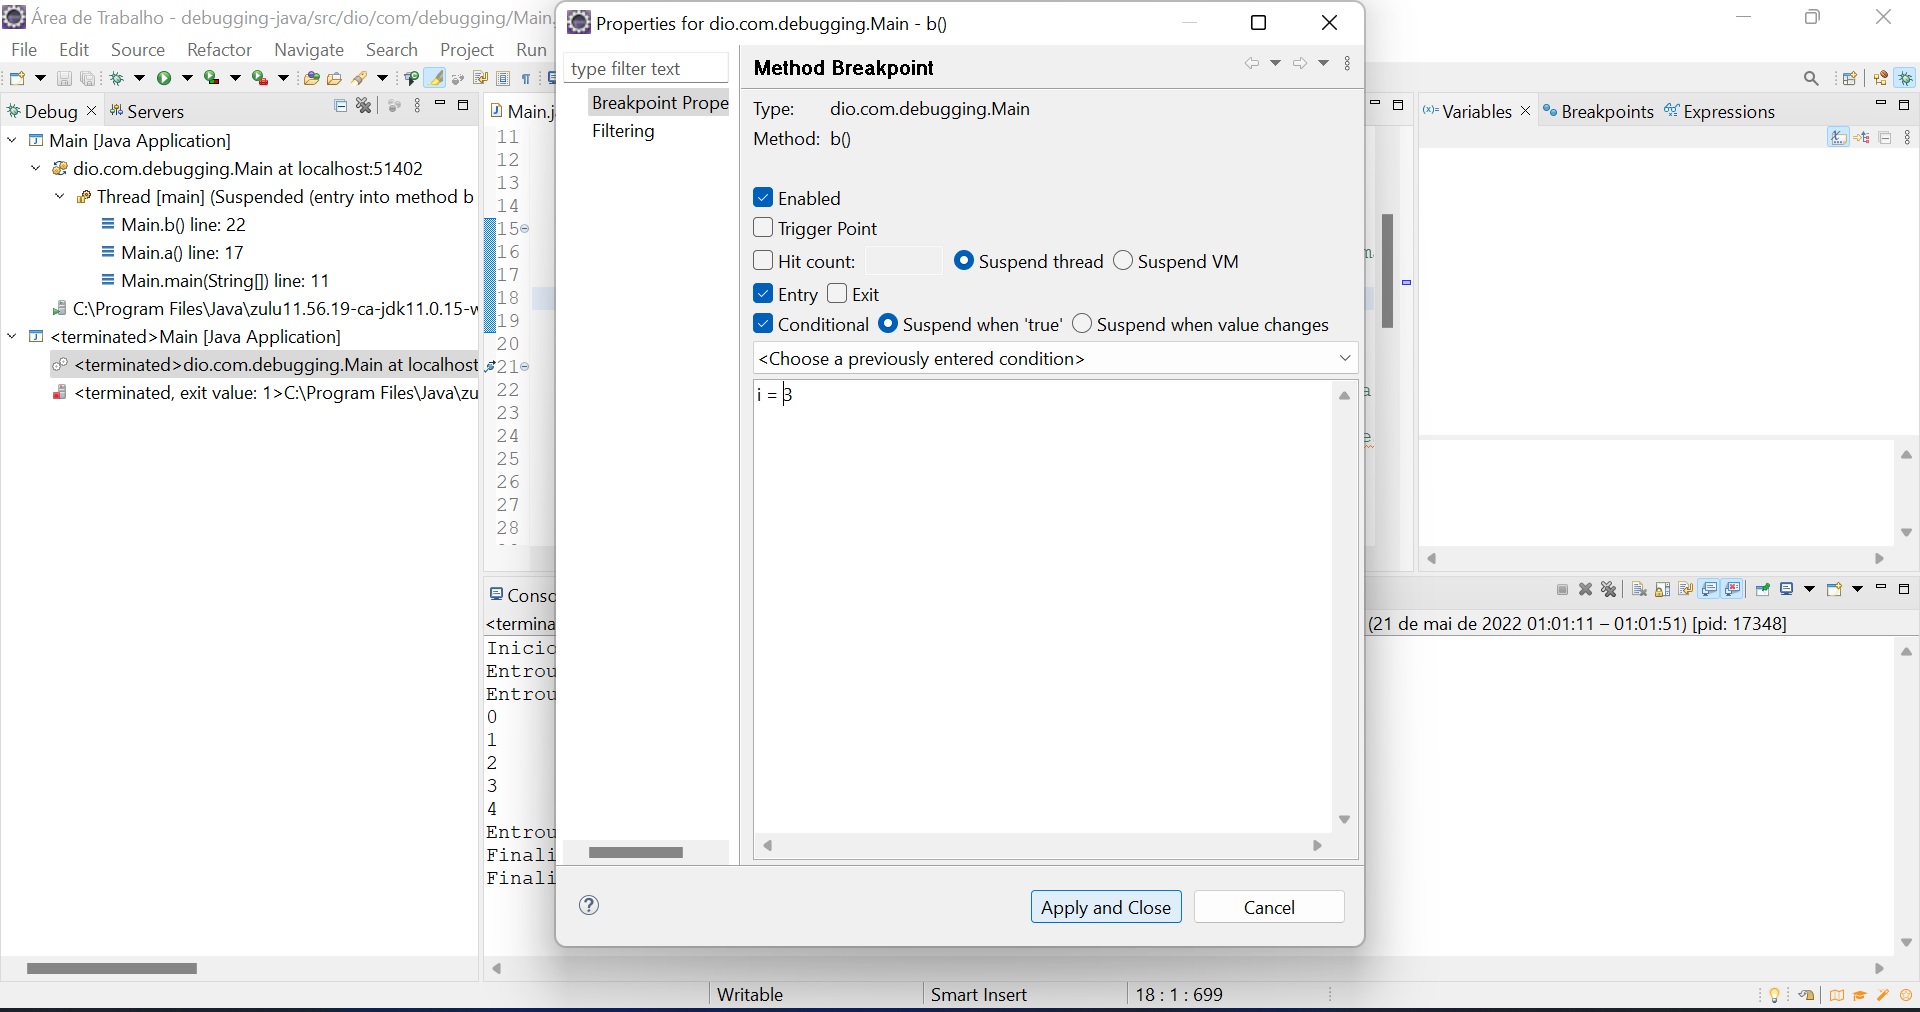 Área de Trabalho - debugging-java/src/dio/com/debugging/Main.
File Edit Source Refactor Navigate Search Project Run
Debug Servers
Main [Java Application]
dio.com.debugging.Main at localhost:51402
Thread [main] (Suspended (entry into method b
Main.b() line: 22
Main.a() line: 17
Main.main(String[]) line: 11
C:\Program Files\Java\zulu11.56.19-ca-jdk11.0.15-w
<terminated>Main [Java Application]
<terminated>dio.com.debugging.Main at localhost
<terminated, exit value: 1>C:\Program Files\Java\zu
Main.j
11
12
13
14
15
16
17
18
19
20
21
22
23
24
25
26
27
28
Properties for dio.com.debugging.Main - b()
type filter text
Breakpoint Prope
Filtering
Method Breakpoint
Type: dio.com.debugging.Main
Method: b()
Enabled
Trigger Point
Hit count: Suspend thread Suspend VM
Entry Exit
Conditional Suspend when 'true' Suspend when value changes
<Choose a previously entered condition>
i = 3
Apply and Close Cancel
(x)= Variables Breakpoints Expressions
Conso
<termina
(21 de mai de 2022 01:01:11 – 01:01:51) [pid: 17348]
Inicio
Entrou
Entrou
0
1
2
3
4
Entrou
Finali
Finali
Writable Smart Insert 18 : 1 : 699